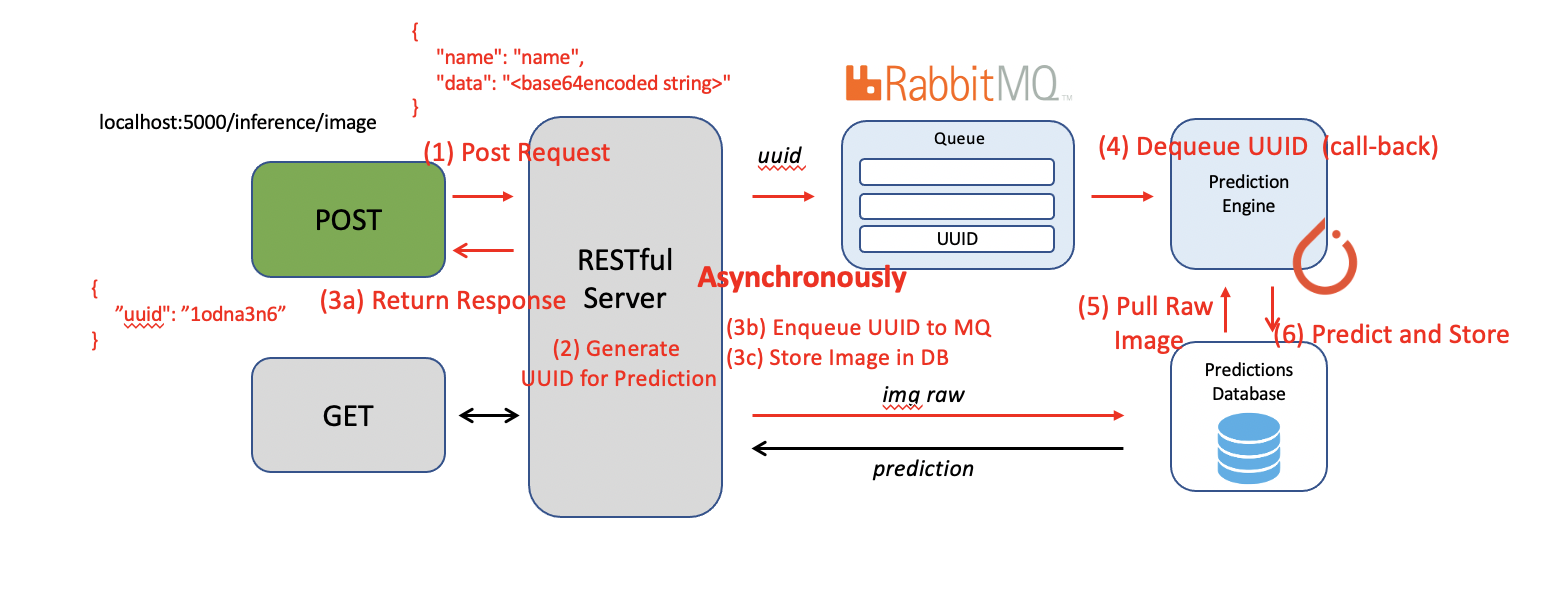 {
"name": "name",
"data": "<base64encoded string>"
}
localhost:5000/inference/image
(1) Post Request
POST
(3a) Return Response
{
”uuid": ”1odna3n6”
}
GET
RESTful
Server
(2) Generate
UUID for Prediction
uuid
RabbitMQ™
Queue
UUID
Asynchronously
(3b) Enqueue UUID to MQ
(3c) Store Image in DB
img raw
prediction
(4) Dequeue UUID (call-back)
Prediction
Engine
(5) Pull Raw
Image
(6) Predict and Store
Predictions
Database